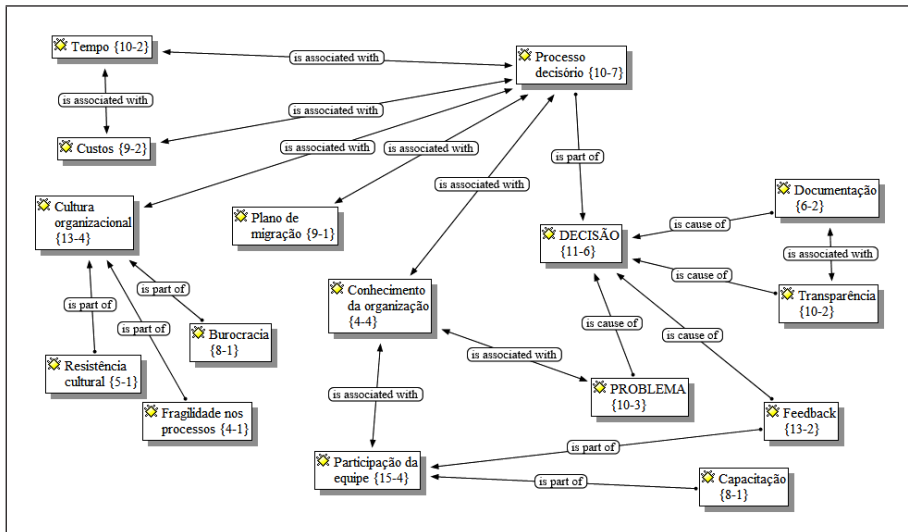 Tempo {10-2}
is associated with
Processo
decisório {10-7}
is associated with
is associated with
Custos {9-2}
is associated with
is associated with
is part of
is associated with
Cultura
organizacional
{13-4}
Plano de
migração {9-1}
Documentação
{6-2}
is cause of
DECISÃO
{11-6}
is associated with
is cause of
Conhecimento
da organização
{4-4}
Transparência
{10-2}
is part of
is part of
is part of
Burocracia
{8-1}
is cause of
is cause of
is associated with
Resistência
cultural {5-1}
is associated with
PROBLEMA
{10-3}
Fragilidade nos
processos {4-1}
Feedback
{13-2}
is part of
Participação da
equipe {15-4}
is part of
Capacitação
{8-1}